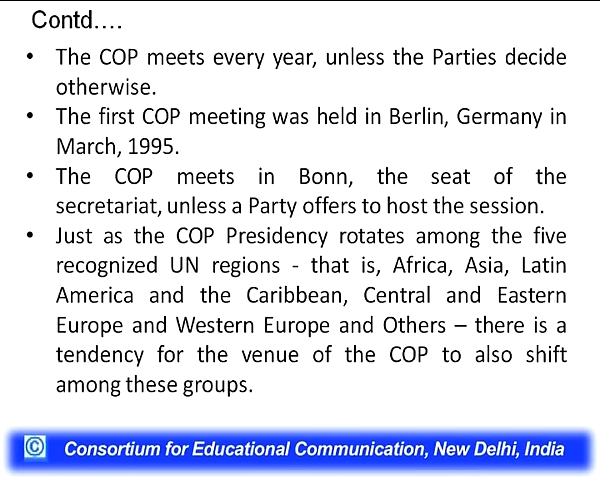 Contd....
• The COP meets every year, unless the Parties decide
otherwise.
• The first COP meeting was held in Berlin, Germany in
March, 1995.
• The COP meets in Bonn, the seat of the
secretariat, unless a Party offers to host the session.
• Just as the COP Presidency rotates among the five
recognized UN regions - that is, Africa, Asia, Latin
America and the Caribbean, Central and Eastern
Europe and Western Europe and Others – there is a
tendency for the venue of the COP to also shift
among these groups.
© Consortium for Educational Communication, New Delhi, India